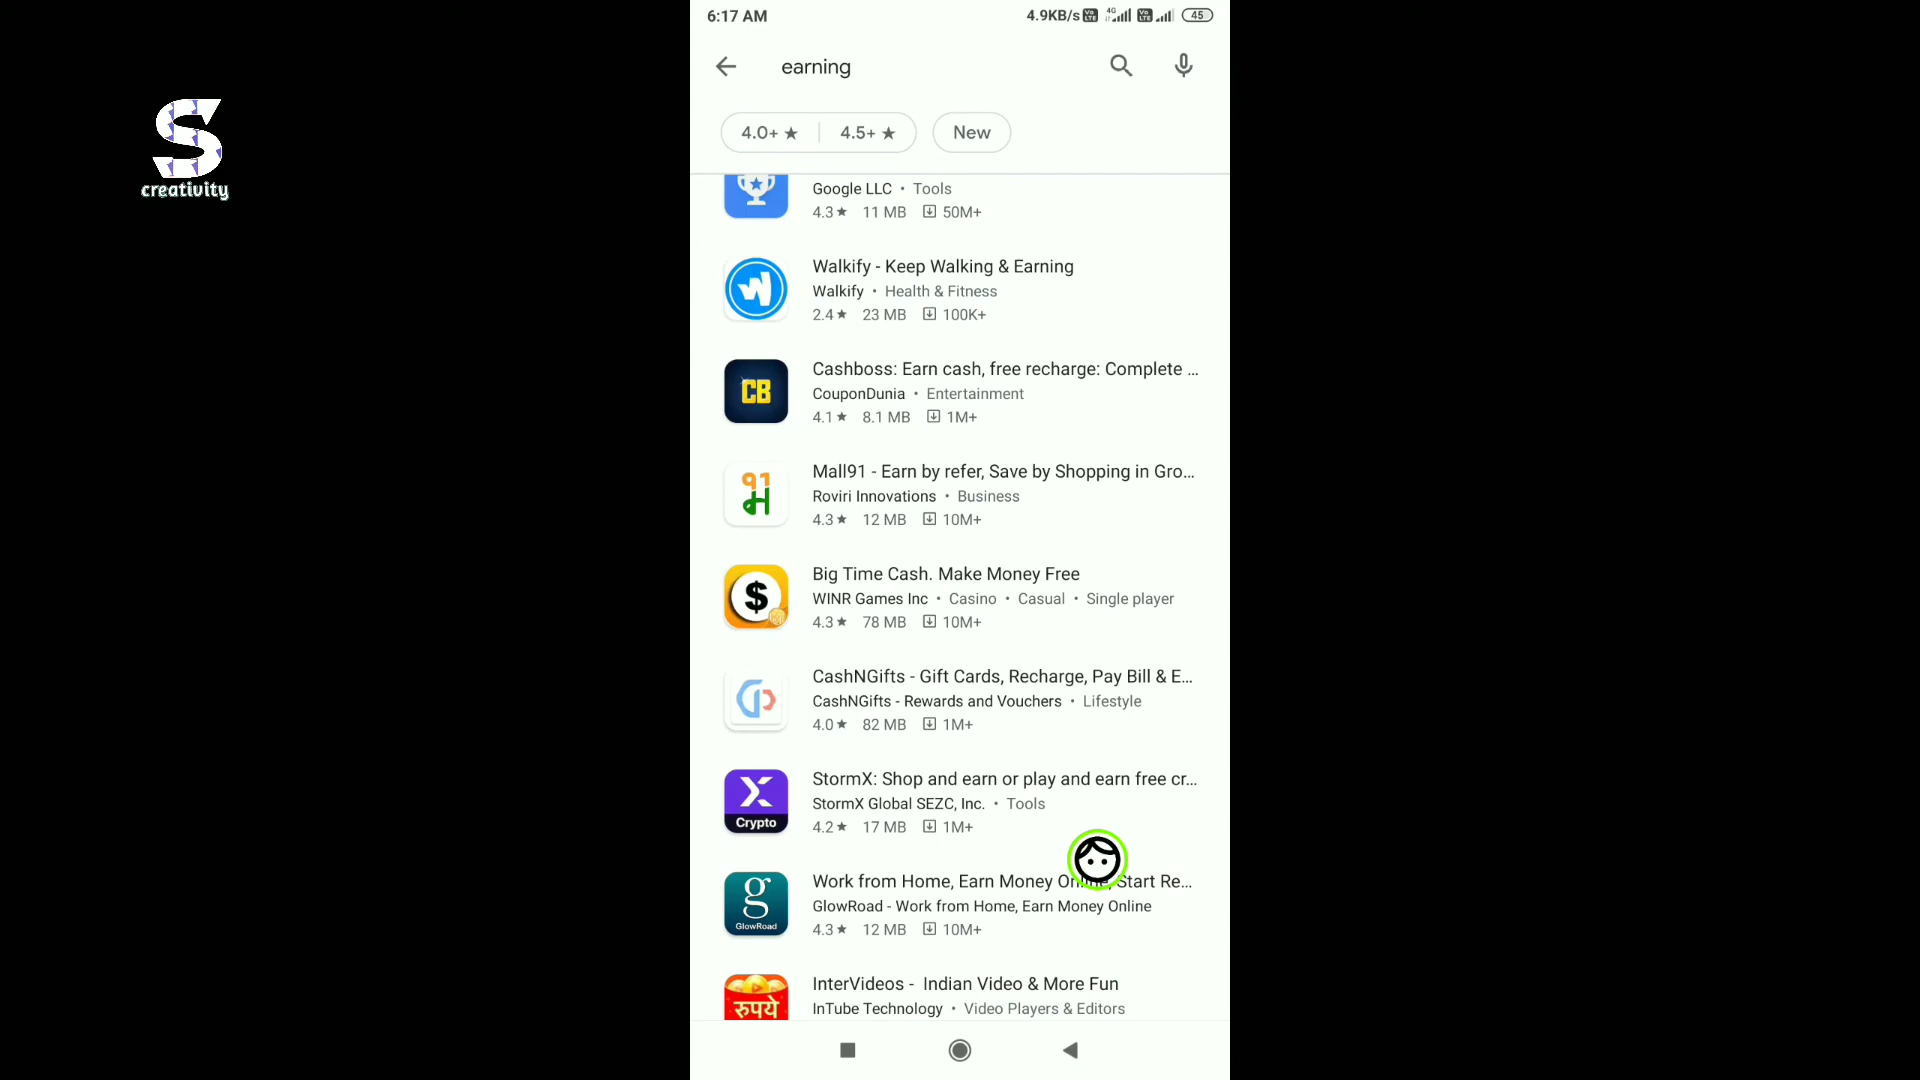 6:17 AM 4.9KB/s Vo LTE 4G Vo LTE 45
S
creativity
earning
4.0+ ★ 4.5+ ★ New
Google LLC • Tools
4.3★ 11 MB 50M+
Walkify - Keep Walking & Earning
Walkify • Health & Fitness
2.4★ 23 MB 100K+
CB
Cashboss: Earn cash, free recharge: Complete ...
CouponDunia • Entertainment
4.1★ 8.1 MB 1M+
Mall91 - Earn by refer, Save by Shopping in Gro...
Roviri Innovations • Business
4.3★ 12 MB 10M+
$
Big Time Cash. Make Money Free
WINR Games Inc • Casino • Casual • Single player
4.3★ 78 MB 10M+
CashNGifts - Gift Cards, Recharge, Pay Bill & E...
CashNGifts - Rewards and Vouchers • Lifestyle
4.0★ 82 MB 1M+
Crypto
StormX: Shop and earn or play and earn free cr...
StormX Global SEZC, Inc. • Tools
4.2★ 17 MB 1M+
g
GlowRoad
Work from Home, Earn Money Online, Start Re...
GlowRoad - Work from Home, Earn Money Online
4.3★ 12 MB 10M+
रुपये
InterVideos - Indian Video & More Fun
InTube Technology • Video Players & Editors